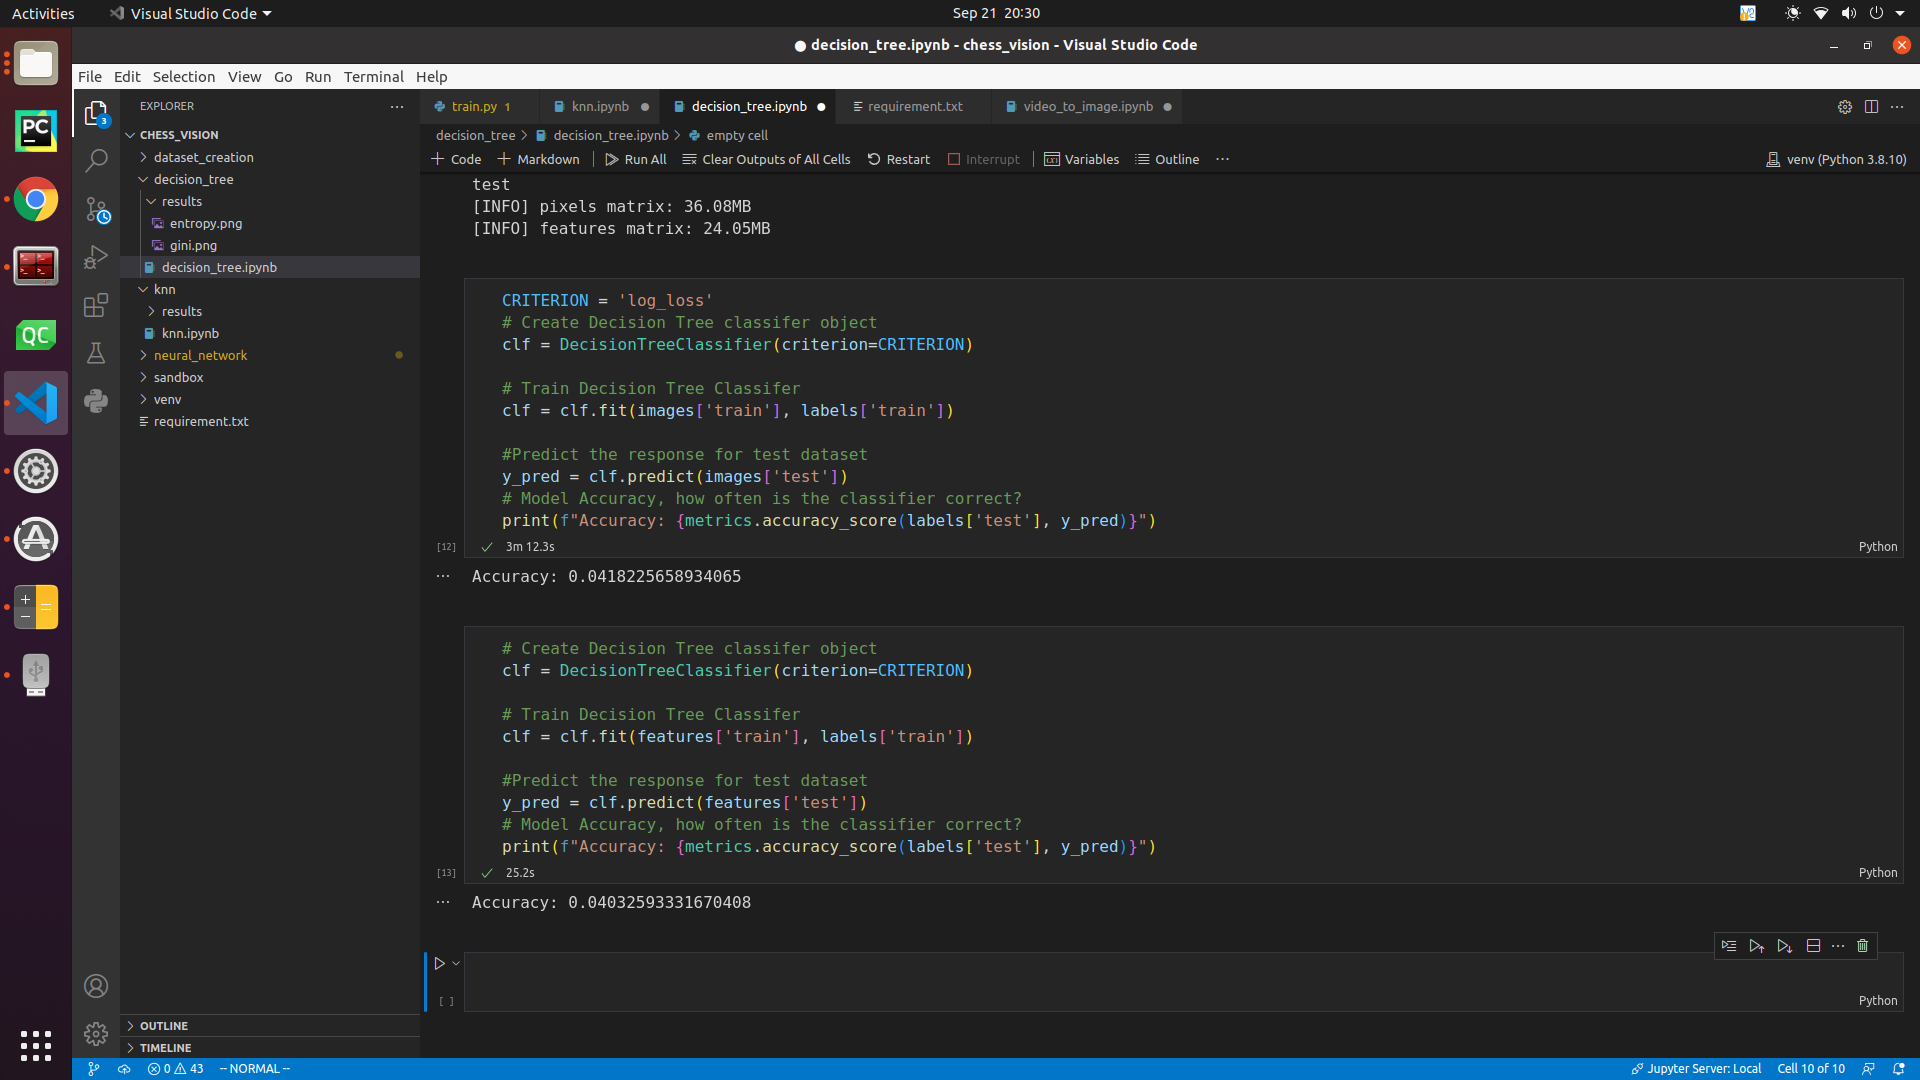 Activities
Visual Studio Code
Sep 21 20:30
● decision_tree.ipynb - chess_vision - Visual Studio Code
File Edit Selection View Go Run Terminal Help
EXPLORER
CHESS_VISION
dataset_creation
decision_tree
results
entropy.png
gini.png
decision_tree.ipynb
knn
results
knn.ipynb
neural_network
sandbox
venv
requirement.txt
OUTLINE
TIMELINE
3
PC
QC
train.py 1
knn.ipynb
decision_tree.ipynb
requirement.txt
video_to_image.ipynb
decision_tree > decision_tree.ipynb > empty cell
+ Code + Markdown Run All Clear Outputs of All Cells Restart Interrupt Variables Outline ...
venv (Python 3.8.10)
test
[INFO] pixels matrix: 36.08MB
[INFO] features matrix: 24.05MB
CRITERION = 'log_loss'
# Create Decision Tree classifer object
clf = DecisionTreeClassifier(criterion=CRITERION)
# Train Decision Tree Classifer
clf = clf.fit(images['train'], labels['train'])
#Predict the response for test dataset
y_pred = clf.predict(images['test'])
# Model Accuracy, how often is the classifier correct?
print(f"Accuracy: {metrics.accuracy_score(labels['test'], y_pred)}")
[12] ✓ 3m 12.3s
Python
Accuracy: 0.0418225658934065
# Create Decision Tree classifer object
clf = DecisionTreeClassifier(criterion=CRITERION)
# Train Decision Tree Classifer
clf = clf.fit(features['train'], labels['train'])
#Predict the response for test dataset
y_pred = clf.predict(features['test'])
# Model Accuracy, how often is the classifier correct?
print(f"Accuracy: {metrics.accuracy_score(labels['test'], y_pred)}")
[13] ✓ 25.2s
Python
Accuracy: 0.04032593331670408
[ ]
Python
0 43 -- NORMAL --
Jupyter Server: Local
Cell 10 of 10